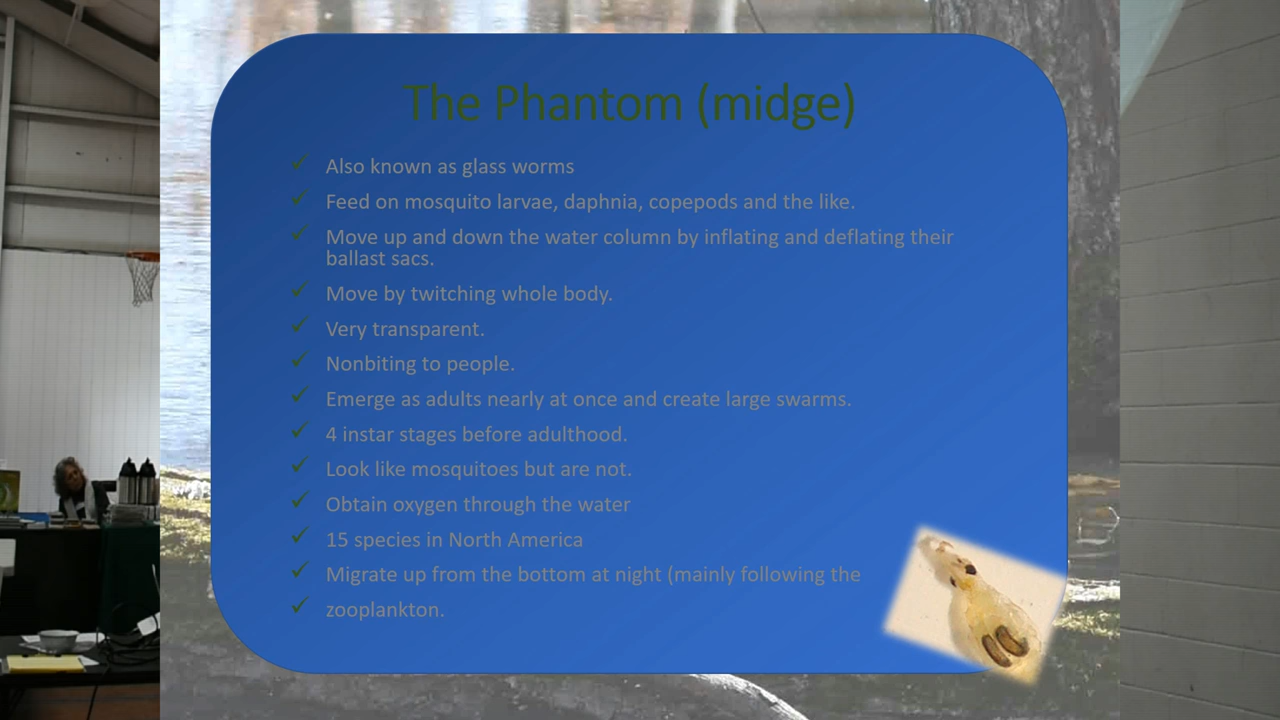 The Phantom (midge)
Also known as glass worms
Feed on mosquito larvae, daphnia, copepods and the like.
Move up and down the water column by inflating and deflating their
ballast sacs.
Move by twitching whole body.
Very transparent.
Nonbiting to people.
Emerge as adults nearly at once and create large swarms.
4 instar stages before adulthood.
Look like mosquitoes but are not.
Obtain oxygen through the water
15 species in North America
Migrate up from the bottom at night (mainly following the
zooplankton.